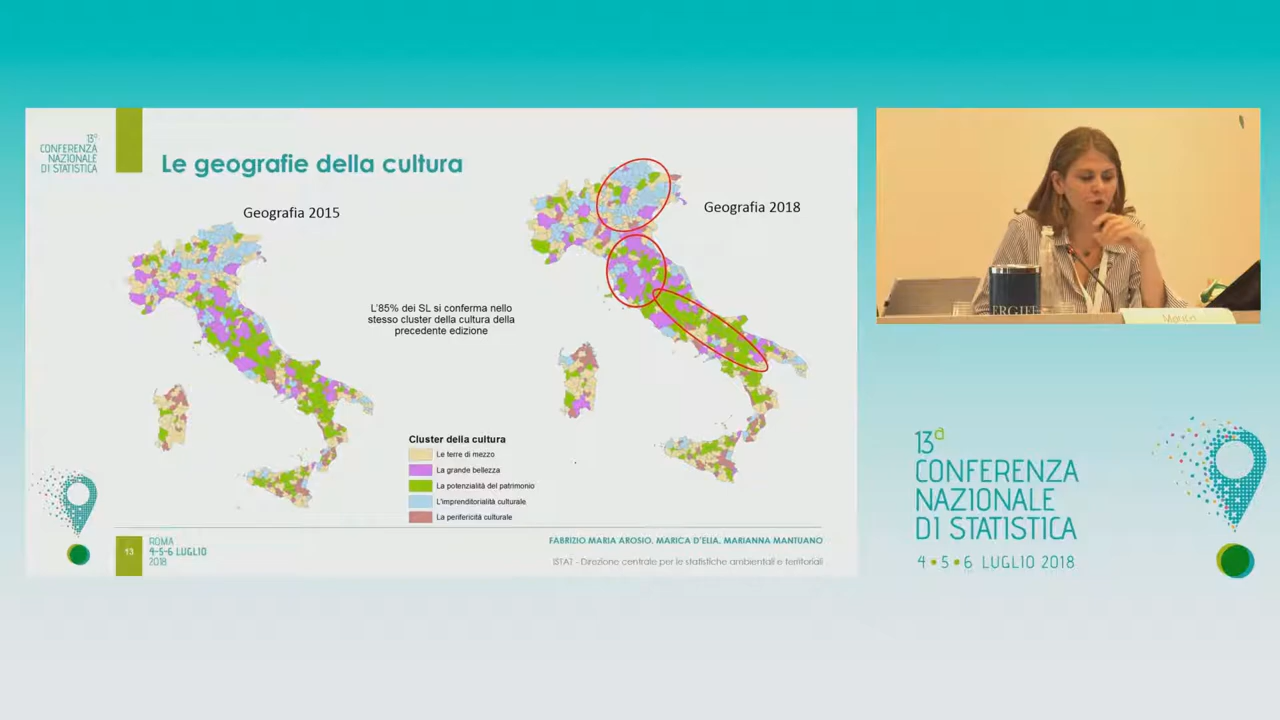 13°
CONFERENZA
NAZIONALE
DI STATISTICA
Le geografie della cultura
Geografia 2015
Geografia 2018
L'85% dei SL si conferma nello
stesso cluster della cultura della
precedente edizione
Cluster della cultura
Le terre di mezzo
La grande bellezza
La potenzialità del patrimonio
L'imprenditorialità culturale
La perifericità culturale
13
ROMA
4-5-6 LUGLIO
2018
FABRIZIO MARIA AROSIO, MARICA D'ELIA, MARIANNA MANTUANO
ISTAT - Direzione centrale per le statistiche ambientali e territoriali
13a
CONFERENZA
NAZIONALE
DI STATISTICA
4 • 5 • 6 LUGLIO 2018